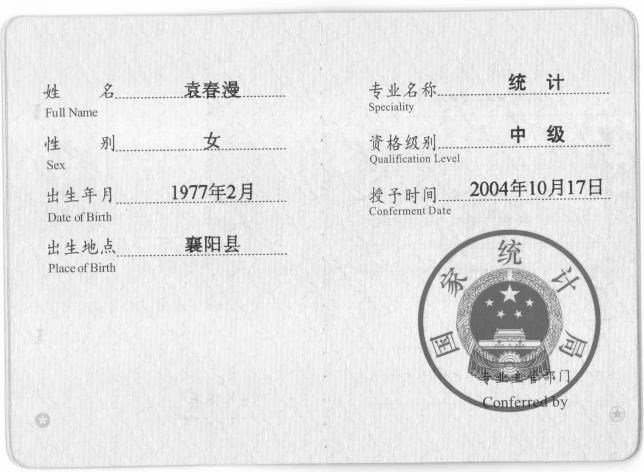 姓 名 袁春漫
Full Name
性 别 女
Sex
出生年月 1977年2月
Date of Birth
出生地点 襄阳县
Place of Birth
专业名称 统 计
Speciality
资格级别 中 级
Qualification Level
授予时间 2004年10月17日
Conferment Date
国家统计局
专业主管部门
Conferred by